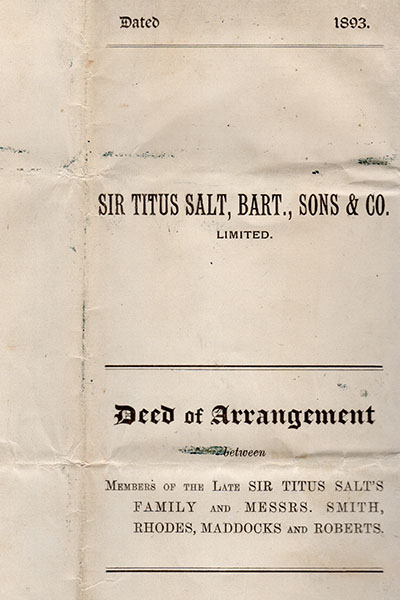 Dated 1893.
SIR TITUS SALT, BART., SONS & CO.
LIMITED.
Deed of Arrangement
between
Members of the Late SIR TITUS SALT'S
FAMILY and MESSRS. SMITH,
RHODES, MADDOCKS and ROBERTS.